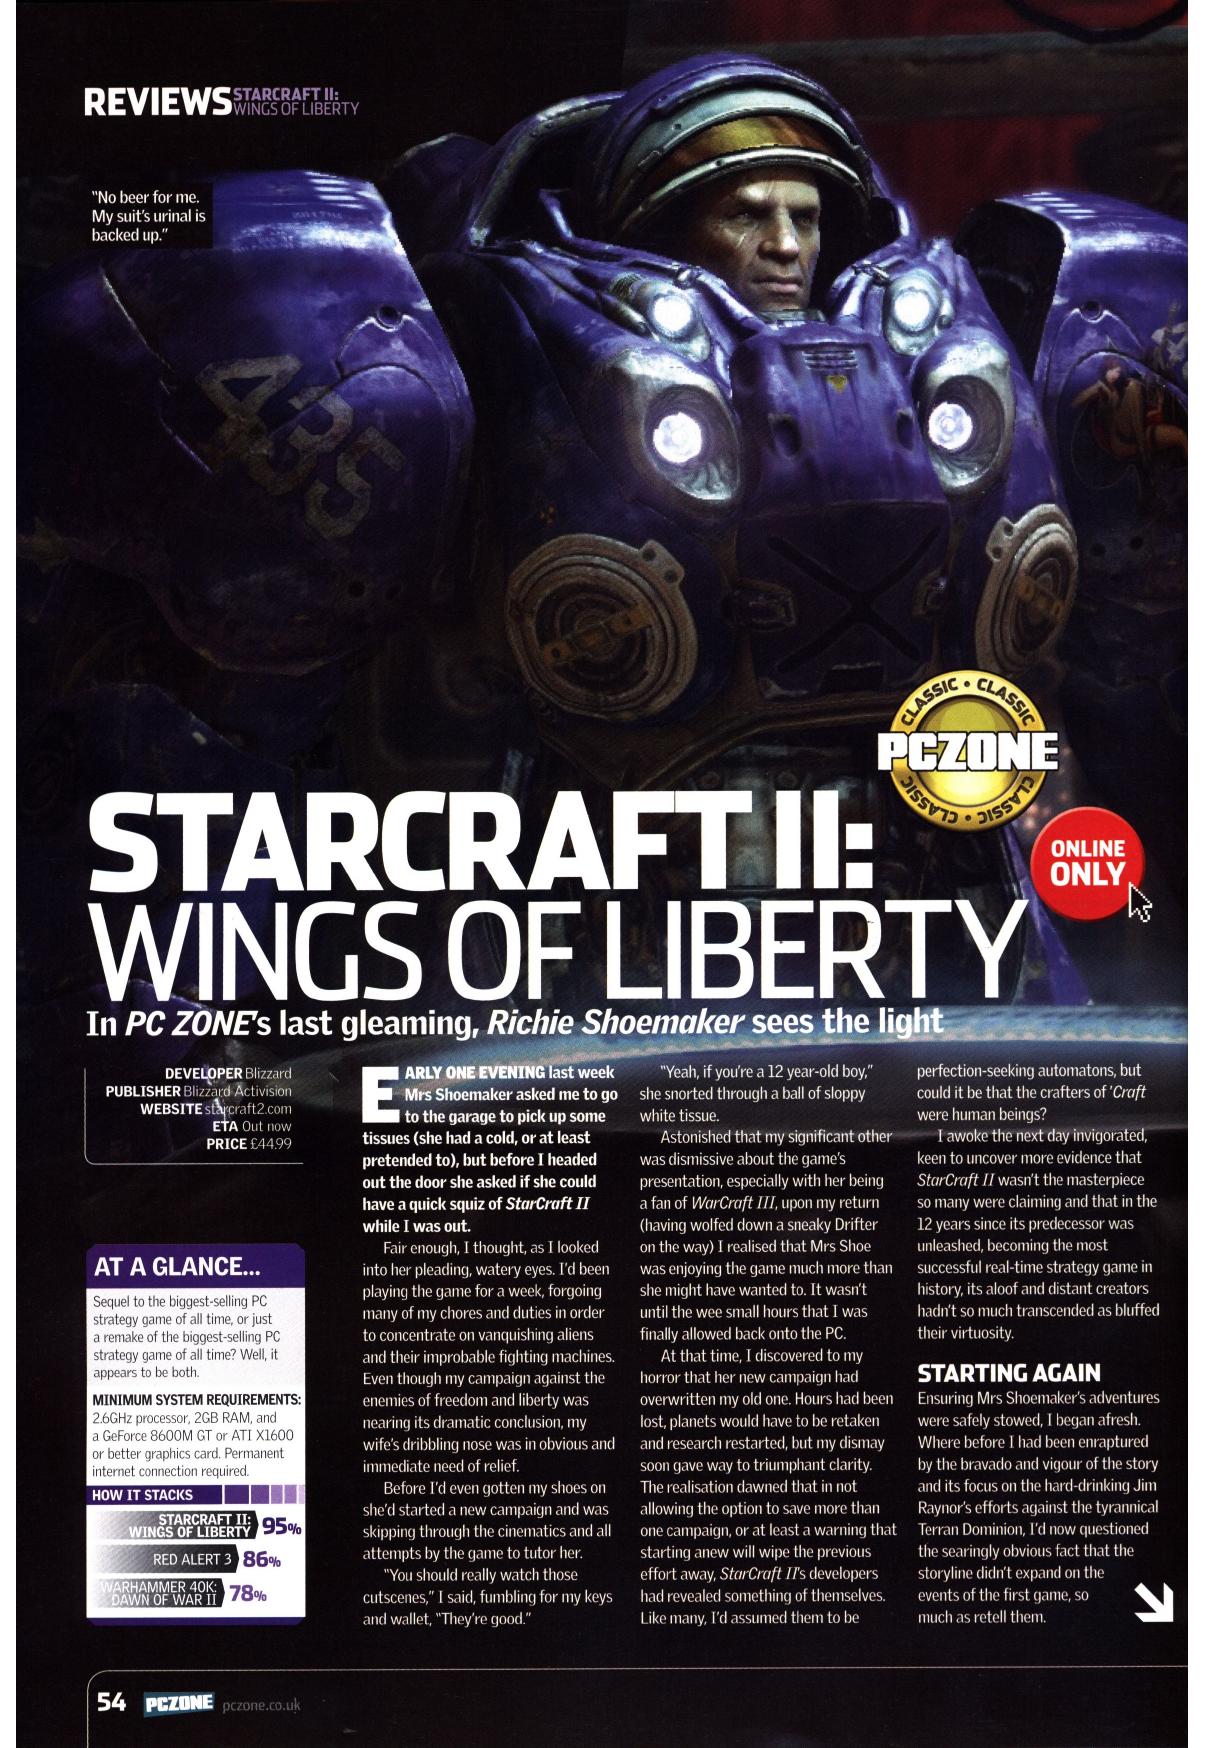 REVIEWS STARCRAFT II:
WINGS OF LIBERTY
"No beer for me.
My suit's urinal is
backed up."
435
CLASSIC • CLASSIC
PCZONE
CLASSIC • CLASSIC
STARCRAFT II:
WINGS OF LIBERTY
ONLINE
ONLY
In PC ZONE's last gleaming, Richie Shoemaker sees the light
DEVELOPER Blizzard
PUBLISHER Blizzard Activision
WEBSITE starcraft2.com
ETA Out now
PRICE £44.99
AT A GLANCE...
Sequel to the biggest-selling PC
strategy game of all time, or just
a remake of the biggest-selling PC
strategy game of all time? Well, it
appears to be both.
MINIMUM SYSTEM REQUIREMENTS:
2.6GHz processor, 2GB RAM, and
a GeForce 8600M GT or ATI X1600
or better graphics card. Permanent
internet connection required.
HOW IT STACKS
STARCRAFT II:
WINGS OF LIBERTY 95%
RED ALERT 3 86%
WARHAMMER 40K:
DAWN OF WAR II 78%
EARLY ONE EVENING last week
Mrs Shoemaker asked me to go
to the garage to pick up some
tissues (she had a cold, or at least
pretended to), but before I headed
out the door she asked if she could
have a quick squiz of StarCraft II
while I was out.
Fair enough, I thought, as I looked
into her pleading, watery eyes. I'd been
playing the game for a week, forgoing
many of my chores and duties in order
to concentrate on vanquishing aliens
and their improbable fighting machines.
Even though my campaign against the
enemies of freedom and liberty was
nearing its dramatic conclusion, my
wife's dribbling nose was in obvious and
immediate need of relief.
Before I'd even gotten my shoes on
she'd started a new campaign and was
skipping through the cinematics and all
attempts by the game to tutor her.
"You should really watch those
cutscenes," I said, fumbling for my keys
and wallet, "They're good."
"Yeah, if you're a 12 year-old boy,"
she snorted through a ball of sloppy
white tissue.
Astonished that my significant other
was dismissive about the game's
presentation, especially with her being
a fan of WarCraft III, upon my return
(having wolfed down a sneaky Drifter
on the way) I realised that Mrs Shoe
was enjoying the game much more than
she might have wanted to. It wasn't
until the wee small hours that I was
finally allowed back onto the PC.
At that time, I discovered to my
horror that her new campaign had
overwritten my old one. Hours had been
lost, planets would have to be retaken
and research restarted, but my dismay
soon gave way to triumphant clarity.
The realisation dawned that in not
allowing the option to save more than
one campaign, or at least a warning that
starting anew will wipe the previous
effort away, StarCraft II's developers
had revealed something of themselves.
Like many, I'd assumed them to be
perfection-seeking automatons, but
could it be that the crafters of 'Craft
were human beings?
I awoke the next day invigorated,
keen to uncover more evidence that
StarCraft II wasn't the masterpiece
so many were claiming and that in the
12 years since its predecessor was
unleashed, becoming the most
successful real-time strategy game in
history, its aloof and distant creators
hadn't so much transcended as bluffed
their virtuosity.
STARTING AGAIN
Ensuring Mrs Shoemaker's adventures
were safely stowed, I began afresh.
Where before I had been enraptured
by the bravado and vigour of the story
and its focus on the hard-drinking Jim
Raynor's efforts against the tyrannical
Terran Dominion, I'd now questioned
the searingly obvious fact that the
storyline didn't expand on the
events of the first game, so
much as retell them.
54 PCZONE pczone.co.uk